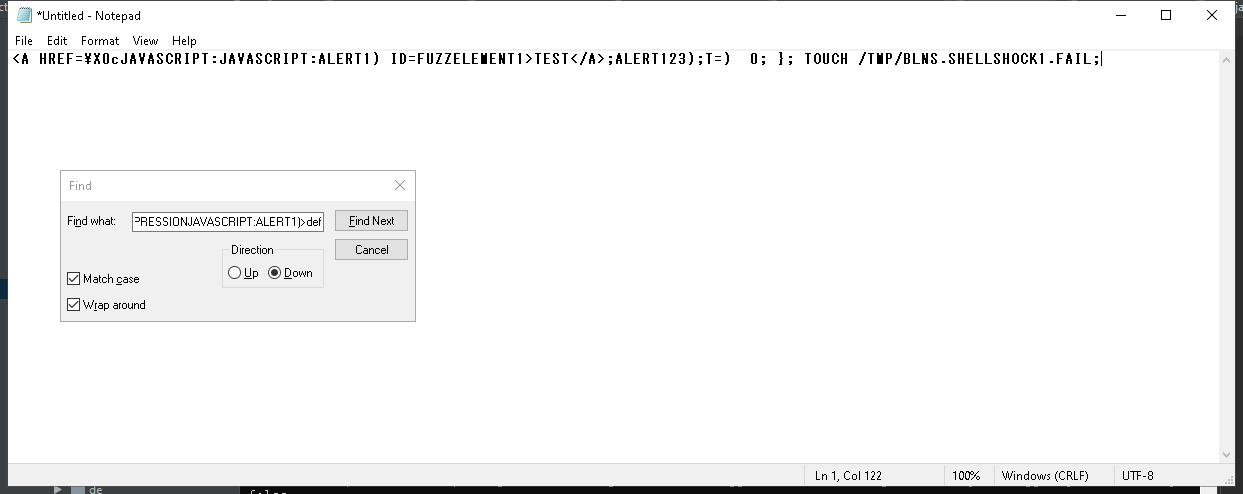 *Untitled - Notepad
File Edit Format View Help
<A HREF=¥X0cJAVASCRIPT:JAVASCRIPT:ALERT1) ID=FUZZELEMENT1>TEST</A>;ALERT123);T=)  0; }; TOUCH /TMP/BLNS.SHELLSHOCK1.FAIL;
Find
Find what: PRESSIONJAVASCRIPT:ALERT1)>def Find Next
Direction Cancel
Up Down
Match case
Wrap around
Ln 1, Col 122 100% Windows (CRLF) UTF-8
de